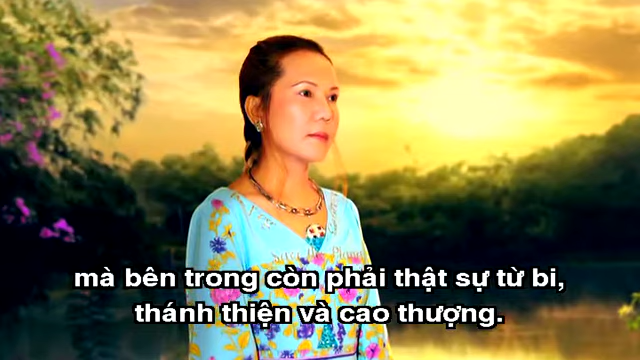 mà bên trong còn phải thật sự từ bi,
thánh thiện và cao thượng.